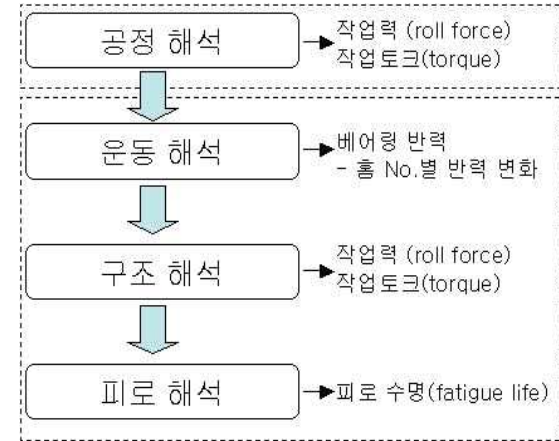 공정 해석
작업력 (roll force)
작업토크(torque)
운동 해석
베어링 반력
- 홈 No.별 반력 변화
구조 해석
작업력 (roll force)
작업토크(torque)
피로 해석
피로 수명(fatigue life)